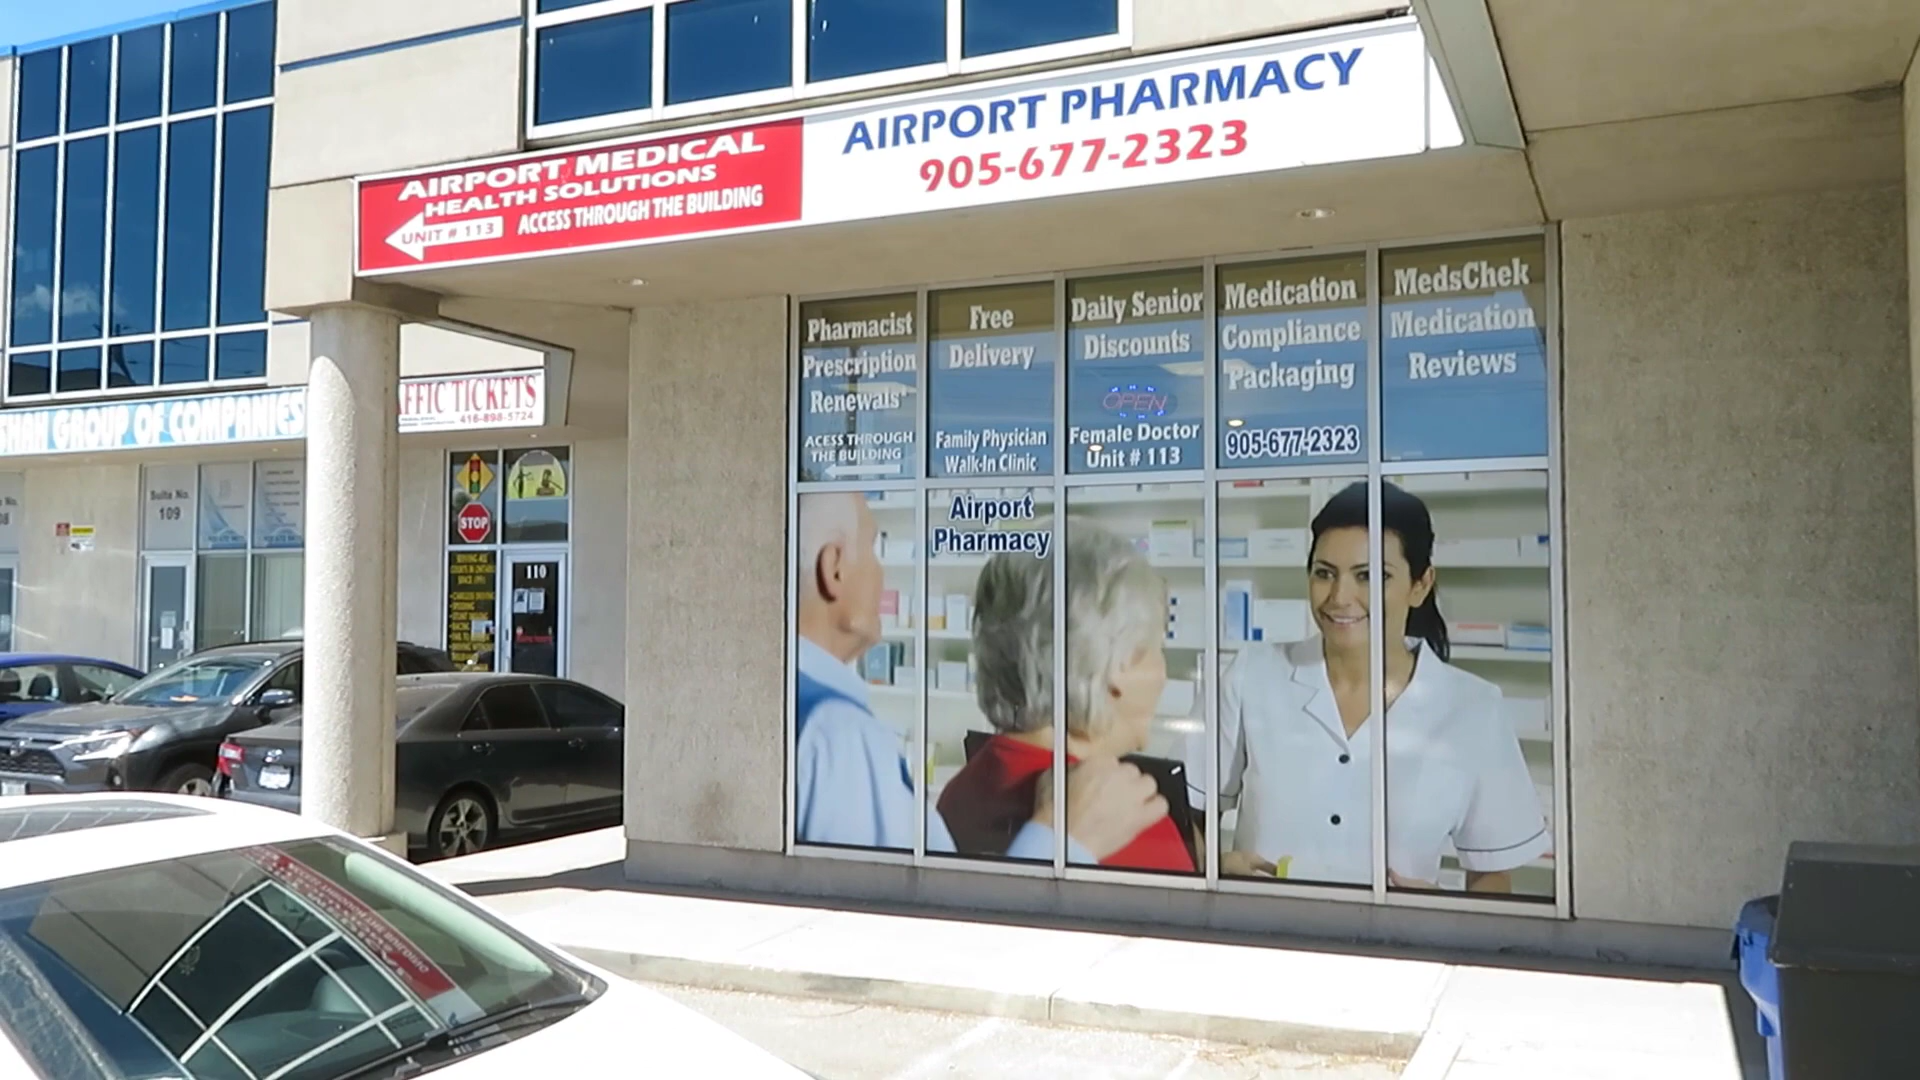 AIRPORT MEDICAL
HEALTH SOLUTIONS
UNIT # 113
ACCESS THROUGH THE BUILDING
AIRPORT PHARMACY
905-677-2323
Pharmacist
Prescription
Renewals
ACESS THROUGH
THE BUILDING
Free
Delivery
Family Physician
Walk-In Clinic
Airport
Pharmacy
Daily Senior
Discounts
OPEN
Female Doctor
Unit # 113
Medication
Compliance
Packaging
905-677-2323
MedsChek
Medication
Reviews
SHAH GROUP OF COMPANIES
AFFIC TICKETS
416-898-5724
Suite No.
109
STOP
110